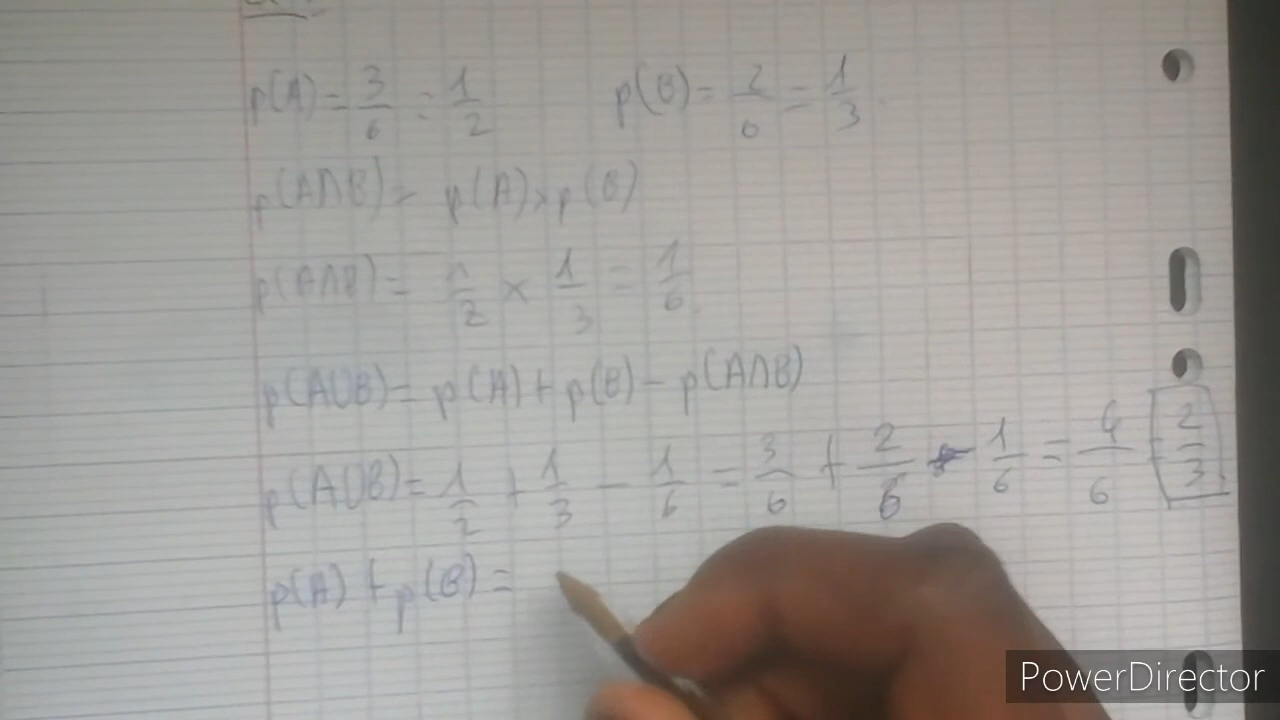 p(A) = 3/6 = 1/2 p(B) = 2/6 = 1/3
p(A∩B) = p(A) × p(B)
p(A∩B) = 1/2 × 1/3 = 1/6
p(A∪B) = p(A) + p(B) - p(A∩B)
p(A∪B) = 1/2 + 1/3 - 1/6 = 3/6 + 2/6 - 1/6 = 4/6 = 2/3
p(A) + p(B) =
PowerDirector